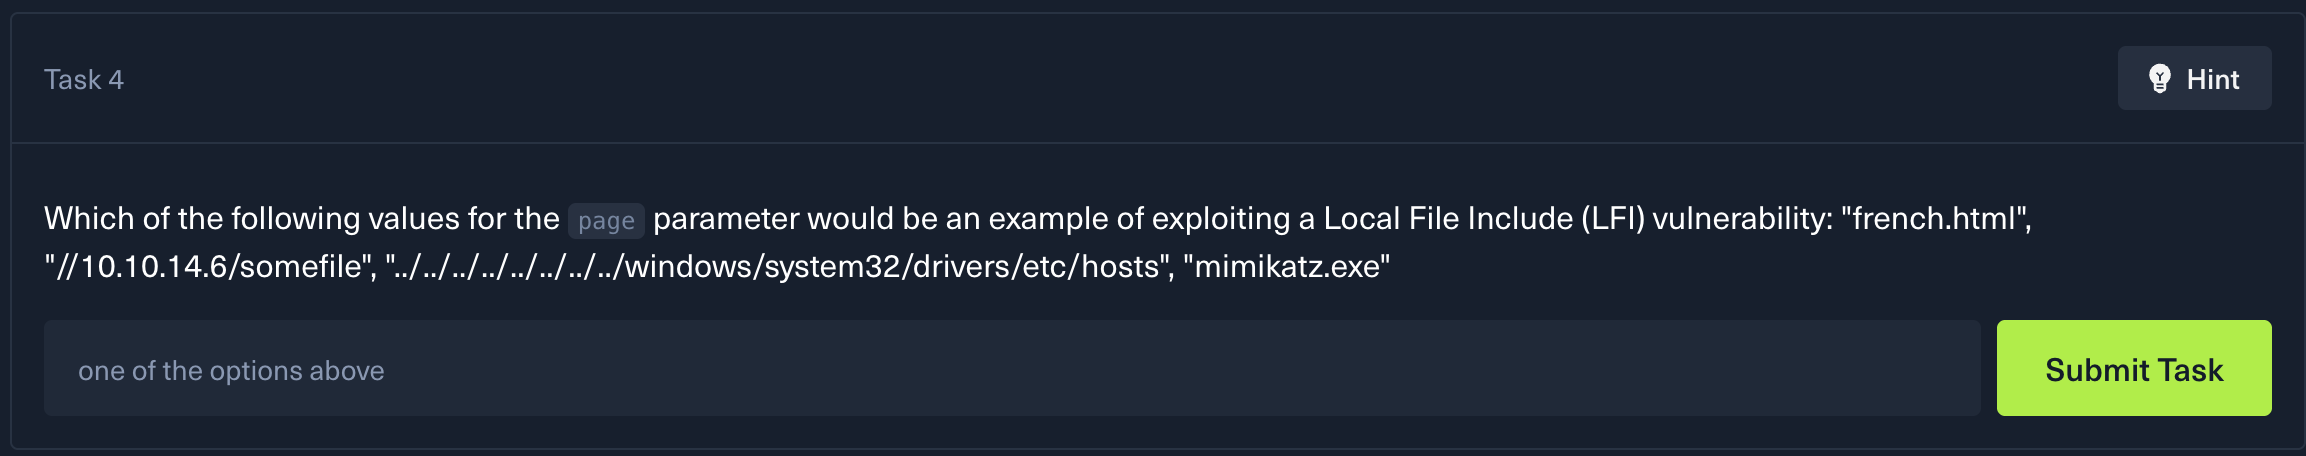 Task 4
Hint
Which of the following values for the page parameter would be an example of exploiting a Local File Include (LFI) vulnerability: "french.html",
"//10.10.14.6/somefile", "../../../../../../../../windows/system32/drivers/etc/hosts", "mimikatz.exe"
one of the options above
Submit Task